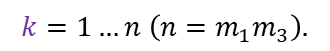 k = 1 … n (n = m₁m₃).